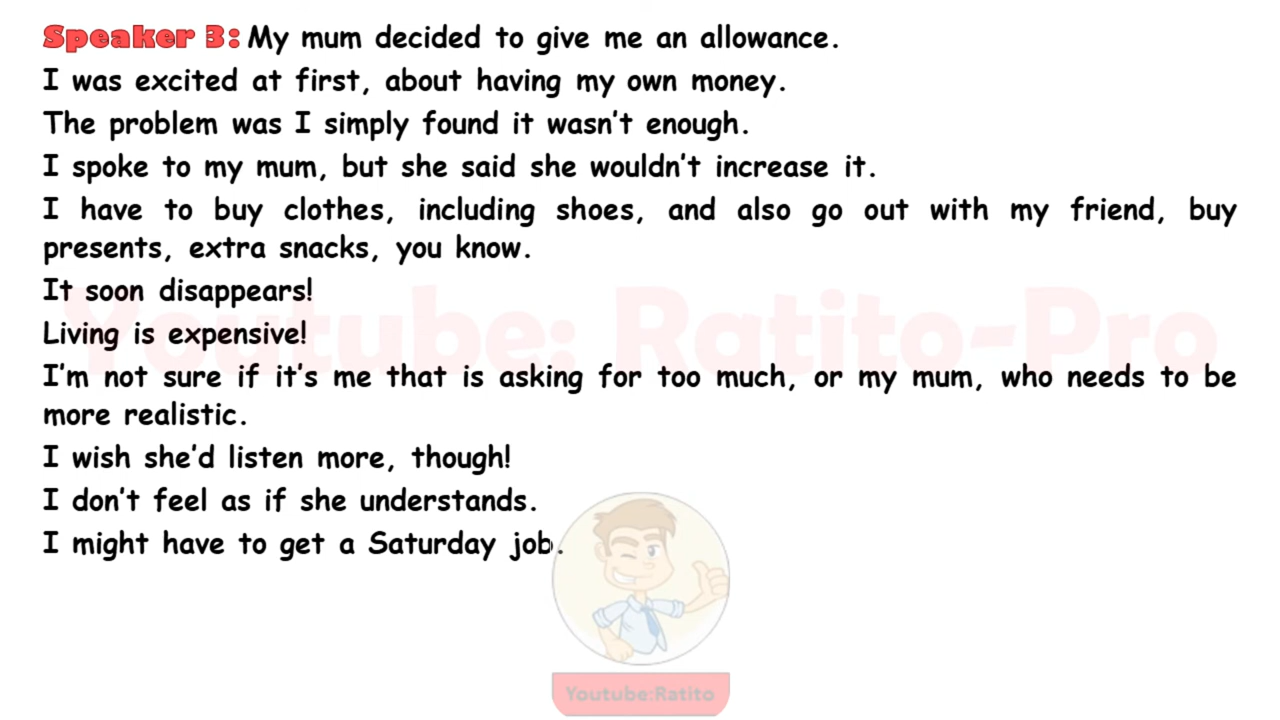 Speaker 3: My mum decided to give me an allowance.
I was excited at first, about having my own money.
The problem was I simply found it wasn't enough.
I spoke to my mum, but she said she wouldn't increase it.
I have to buy clothes, including shoes, and also go out with my friend, buy
presents, extra snacks, you know.
It soon disappears!
Living is expensive!
Youtube: Ratito-Pro
I'm not sure if it's me that is asking for too much, or my mum, who needs to be
more realistic.
I wish she'd listen more, though!
I don't feel as if she understands.
I might have to get a Saturday job.
Youtube:Ratito